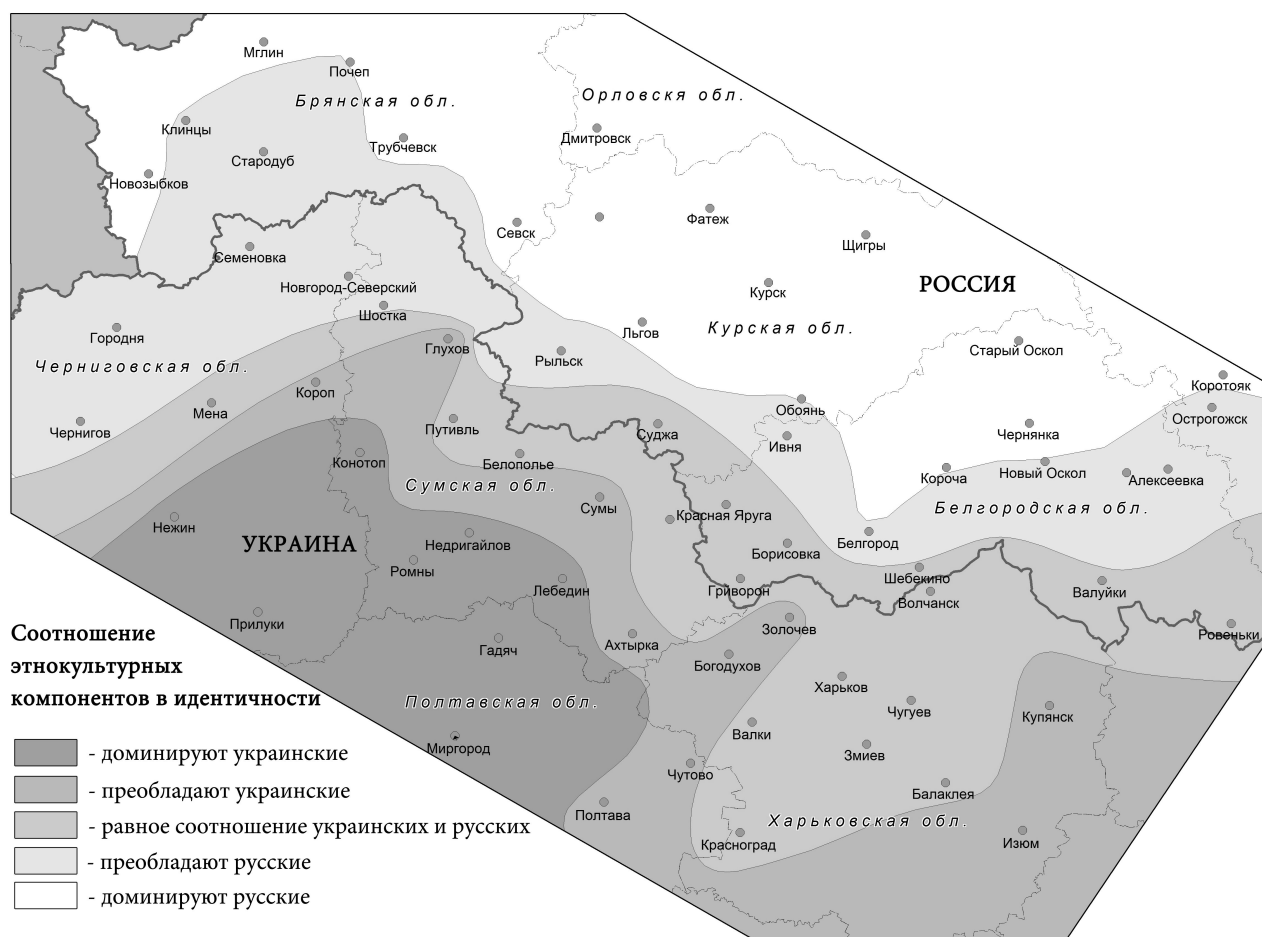 Мглин
Почеп
Брянская обл.
Орловскя обл.
Клинцы
Дмитровск
Трубчевск
Стародуб
Новозыбков
Фатеж
Севск
Щигры
Семеновка
Новгород-Северский
РОССИЯ
Курск
Шостка
Городня
Льгов
Курская обл.
Глухов
Старый Оскол
Рыльск
Черниговская обл.
Короп
Коротояк
Мена
Обоянь
Острогожск
Чернигов
Путивль
Суджа
Ивня
Чернянка
Конотоп
Белополье
Короча
Новый Оскол
Алексеевка
Сумская обл.
Сумы
Красная Яруга
Белгородская обл.
Нежин
УКРАИНА
Недригайлов
Белгород
Борисовка
Ромны
Шебекино
Лебедин
Гриворон
Волчанск
Валуйки
Прилуки
Золочев
Ровеньки
Ахтырка
Гадяч
Богодухов
Харьков
Полтавская обл.
Чугуев
Купянск
Валки
Миргород
Змиев
Чутово
Балаклея
Полтава
Харьковская обл.
Красноград
Изюм
Соотношение
этнокультурных
компонентов в идентичности
- доминируют украинские
- преобладают украинские
- равное соотношение украинских и русских
- преобладают русские
- доминируют русские